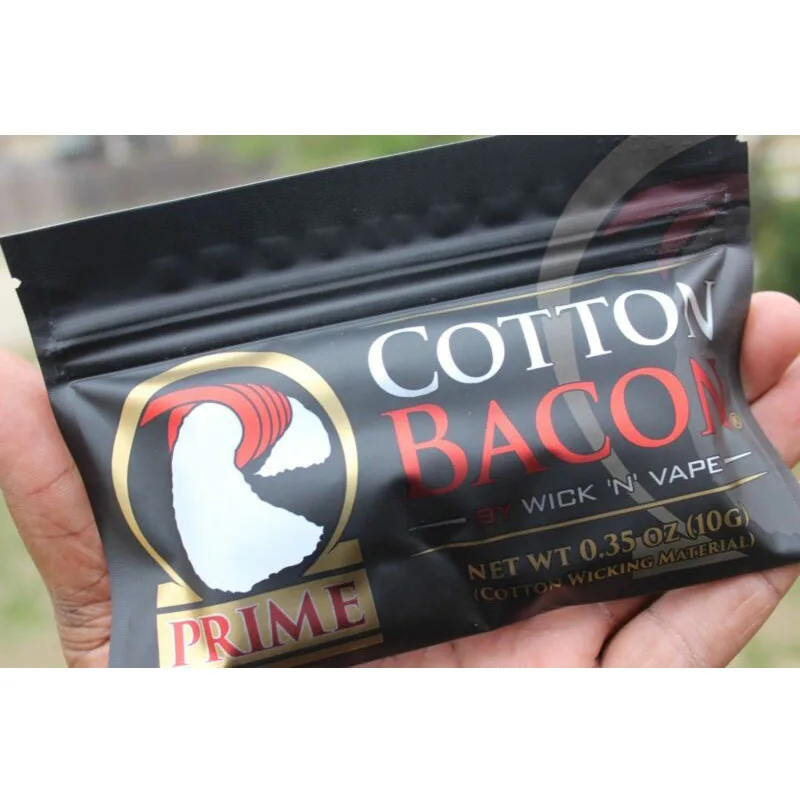 COTTON
BACON®
BY WICK 'N' VAPE
NET WT 0.35 OZ (10G)
(COTTON WICKING MATERIAL)
PRIME